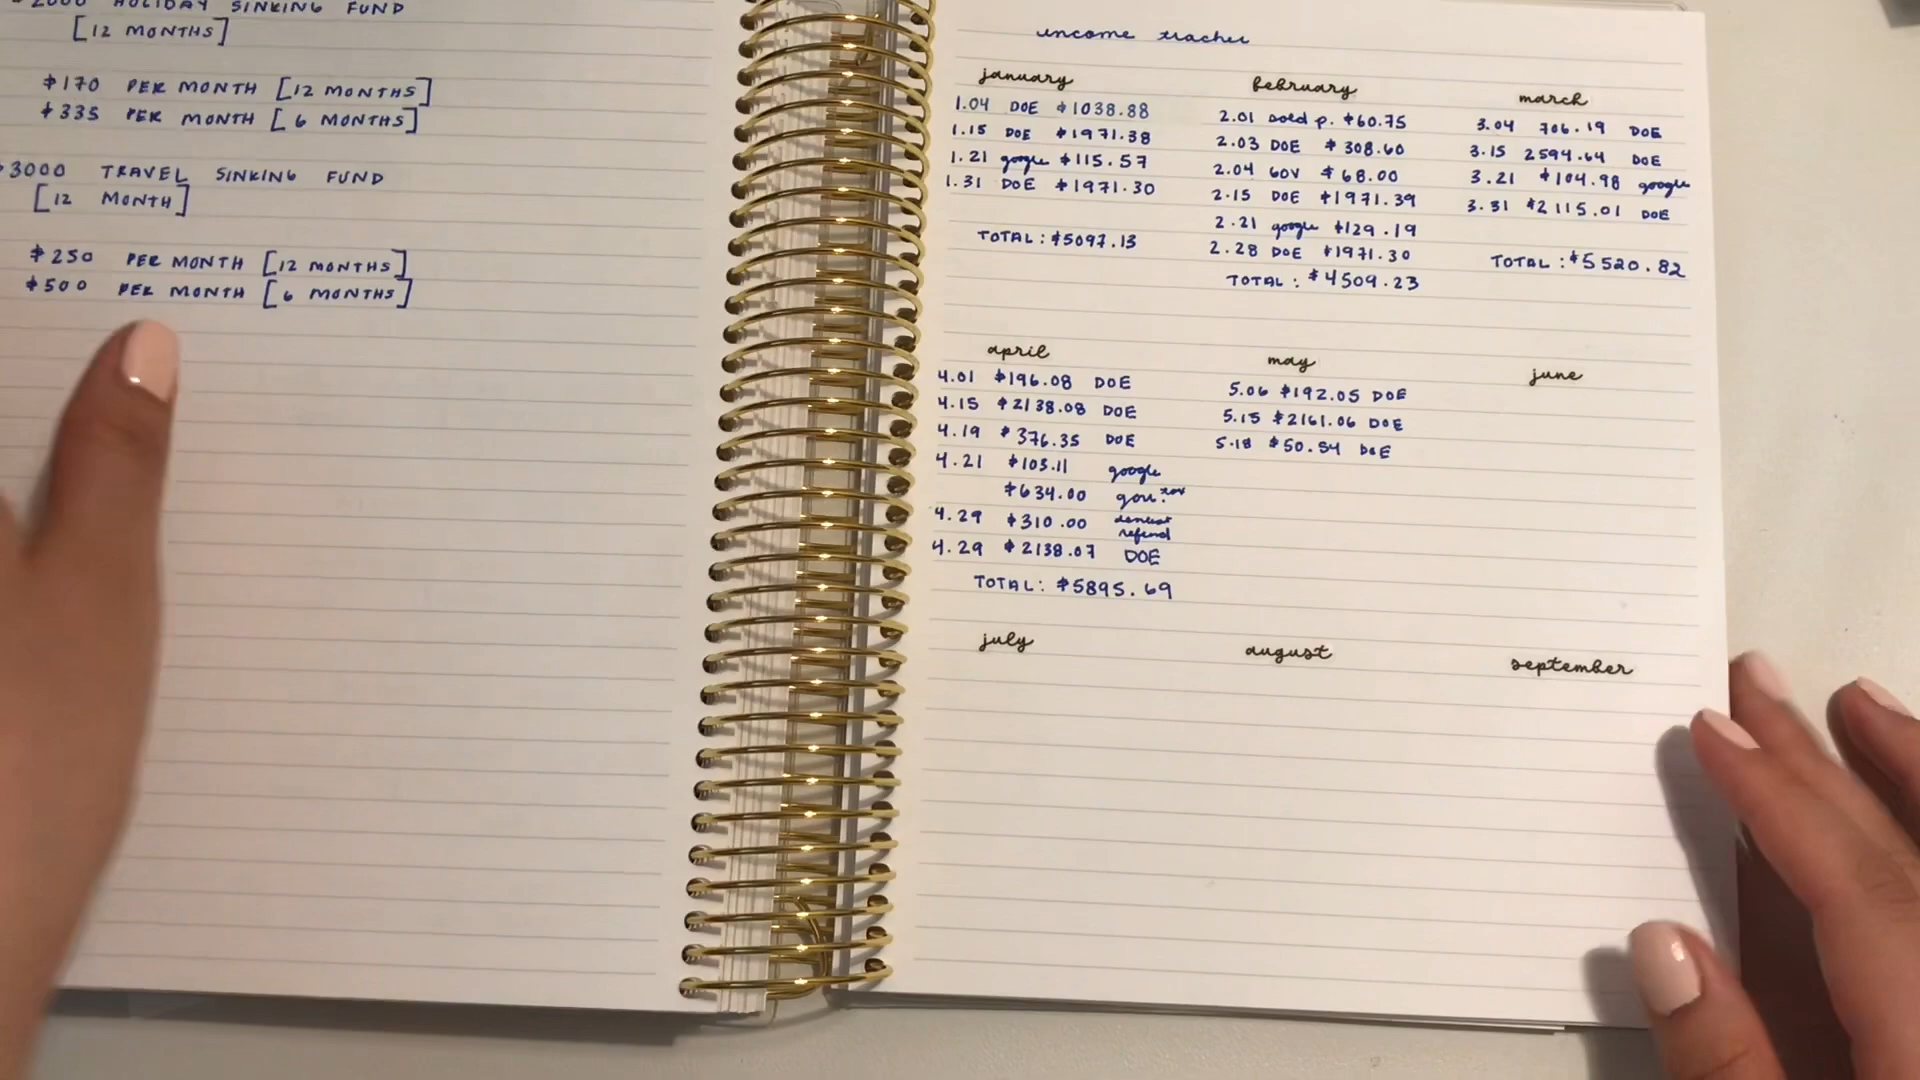 $2000 HOLIDAY SINKING FUND
[12 MONTHS]
$170 PER MONTH [12 MONTHS]
$335 PER MONTH [6 MONTHS]
$3000 TRAVEL SINKING FUND
[12 MONTH]
$250 PER MONTH [12 MONTHS]
$500 PER MONTH [6 MONTHS]
income tracker
january
1.04 DOE $1038.88
1.15 DOE $1971.38
1.21 google $115.57
1.31 DOE $1971.30
TOTAL: $5097.13
february
2.01 sold p. $60.75
2.03 DOE $308.60
2.04 GOV $68.00
2.15 DOE $1971.39
2.21 google $129.19
2.28 DOE $1971.30
TOTAL: $4509.23
march
3.04 706.19 DOE
3.15 2594.64 DOE
3.21 $104.98 google
3.31 $2115.01 DOE
TOTAL: $5520.82
april
4.01 $196.08 DOE
4.15 $2138.08 DOE
4.19 $376.35 DOE
4.21 $103.11 google
$634.00 gov.
4.29 $310.00 dentist
refund
4.29 $2138.07 DOE
TOTAL: $5895.69
may
5.06 $192.05 DOE
5.15 $2161.06 DOE
5.18 $50.54 DOE
june
july
august
september